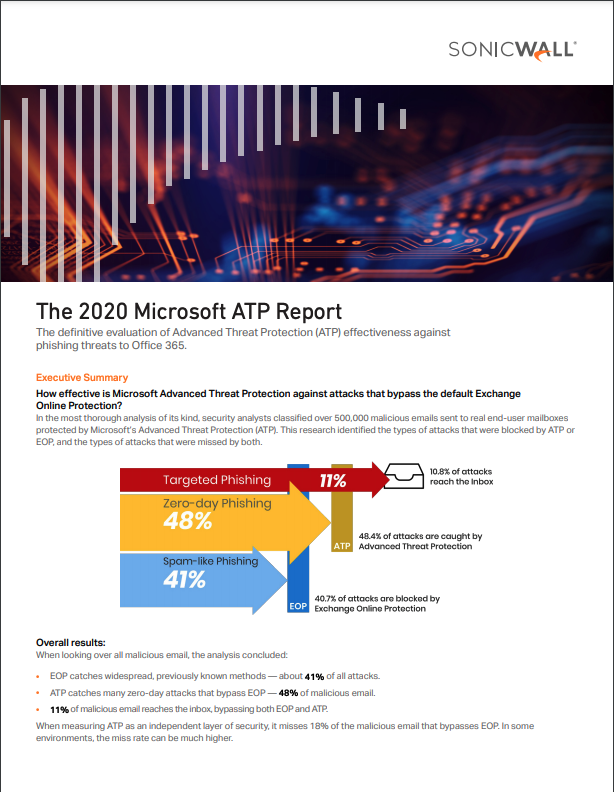 SONICWALL®
The 2020 Microsoft ATP Report
The definitive evaluation of Advanced Threat Protection (ATP) effectiveness against
phishing threats to Office 365.
Executive Summary
How effective is Microsoft Advanced Threat Protection against attacks that bypass the default Exchange
Online Protection?
In the most thorough analysis of its kind, security analysts classified over 500,000 malicious emails sent to real end-user mailboxes
protected by Microsoft's Advanced Threat Protection (ATP). This research identified the types of attacks that were blocked by ATP or
EOP, and the types of attacks that were missed by both.
Targeted Phishing
11%
10.8% of attacks
reach the Inbox
Zero-day Phishing
48%
ATP
48.4% of attacks are caught by
Advanced Threat Protection
Spam-like Phishing
41%
EOP
40.7% of attacks are blocked by
Exchange Online Protection
Overall results:
When looking over all malicious email, the analysis concluded:
• EOP catches widespread, previously known methods — about 41% of all attacks.
• ATP catches many zero-day attacks that bypass EOP — 48% of malicious email.
• 11% of malicious email reaches the inbox, bypassing both EOP and ATP.
When measuring ATP as an independent layer of security, it misses 18% of the malicious email that bypasses EOP. In some
environments, the miss rate can be much higher.